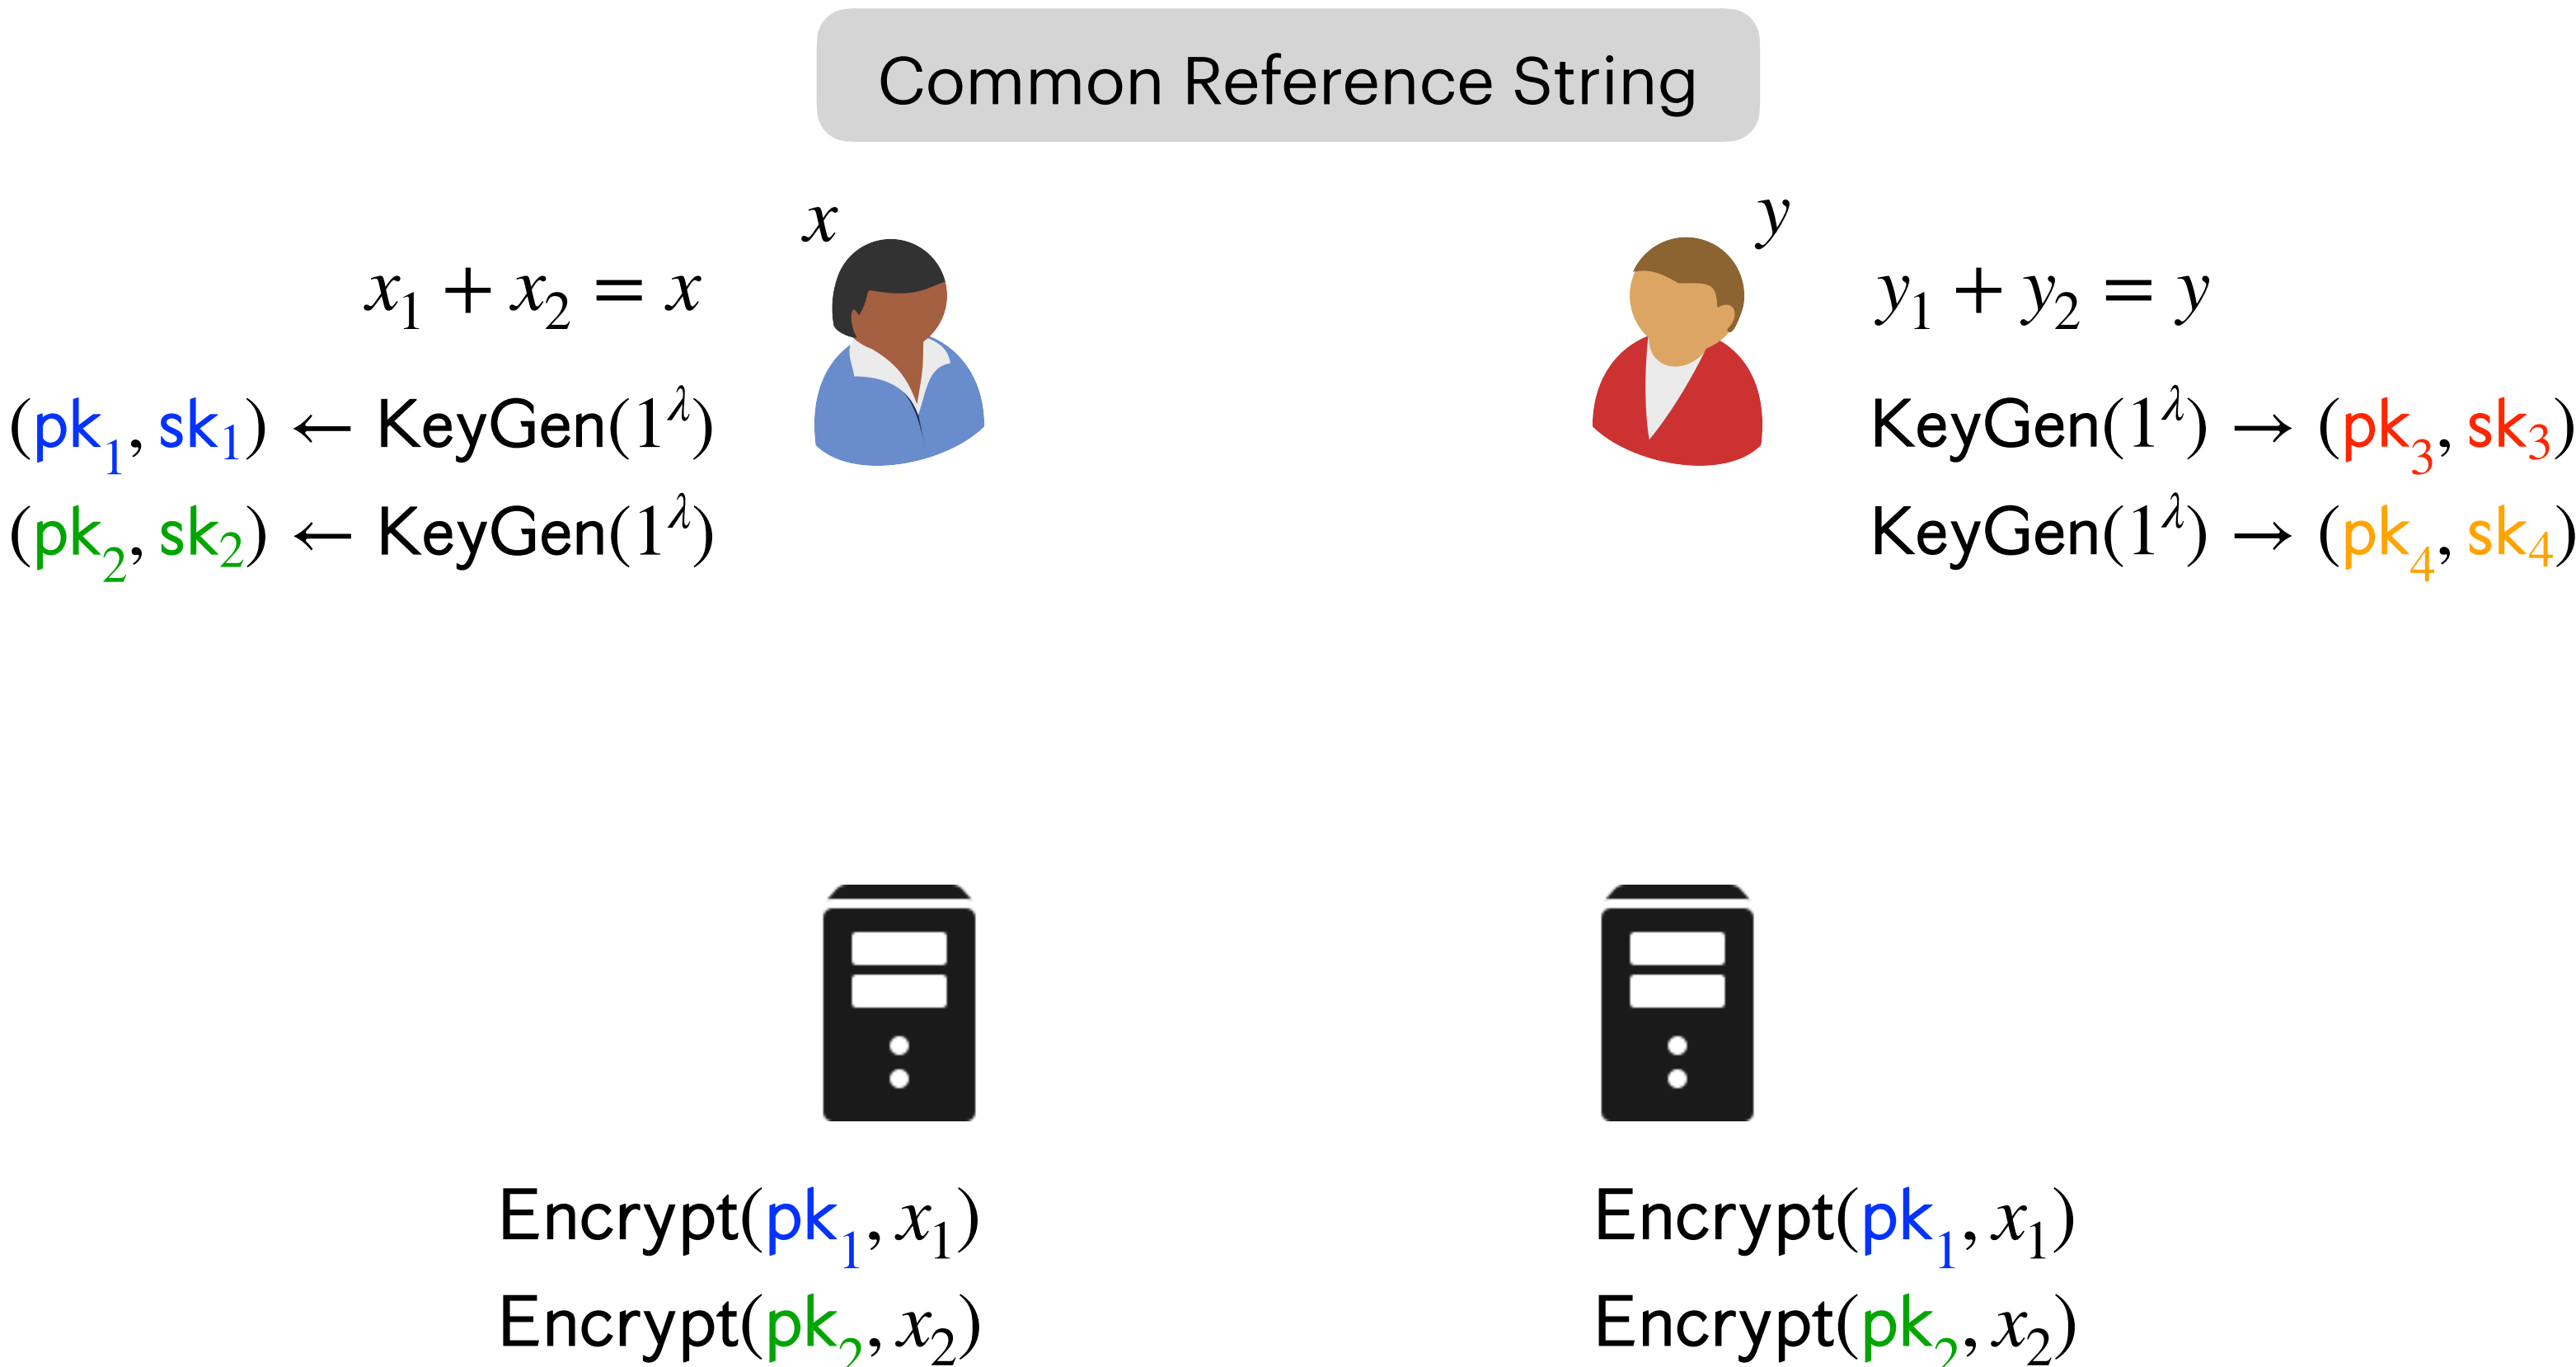 Common Reference String
x
y
x₁ + x₂ = x
y₁ + y₂ = y
(pk₁, sk₁) ← KeyGen(1^λ)
KeyGen(1^λ) → (pk₃, sk₃)
(pk₂, sk₂) ← KeyGen(1^λ)
KeyGen(1^λ) → (pk₄, sk₄)
Encrypt(pk₁, x₁)
Encrypt(pk₁, x₁)
Encrypt(pk₂, x₂)
Encrypt(pk₂, x₂)